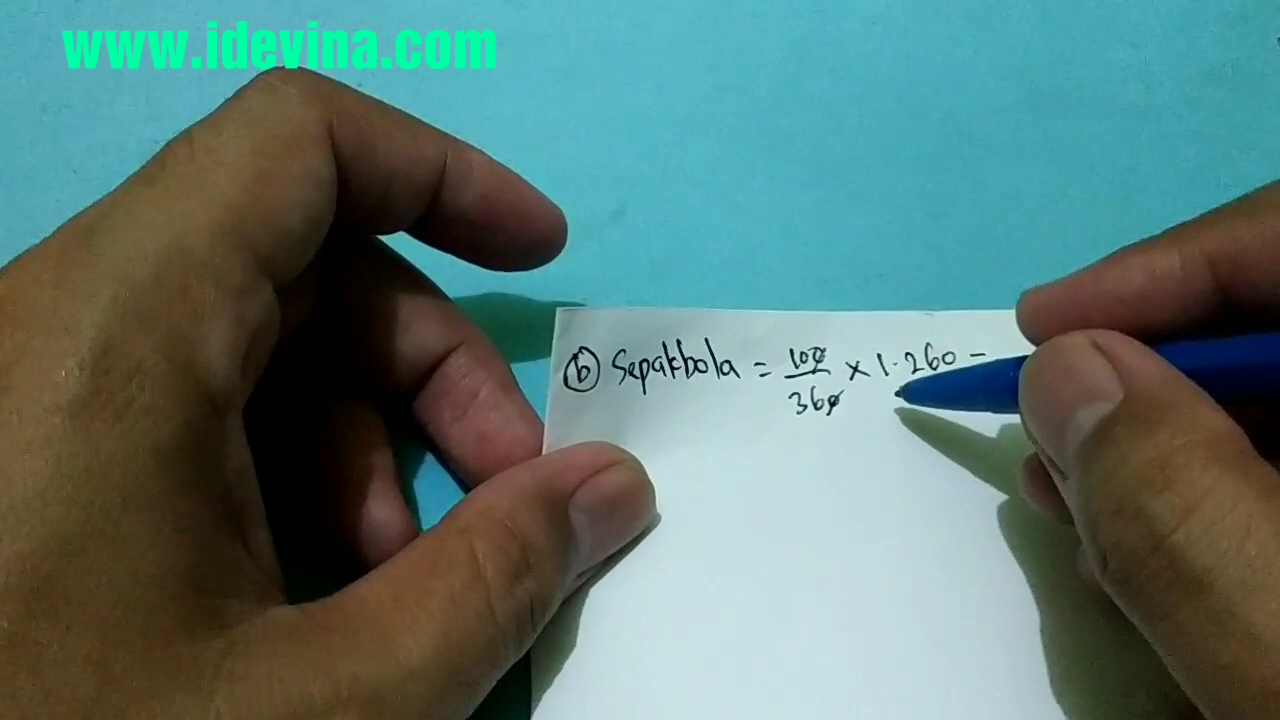 www.idevina.com
(b) Sepakbola = 100/360 × 1.260 =